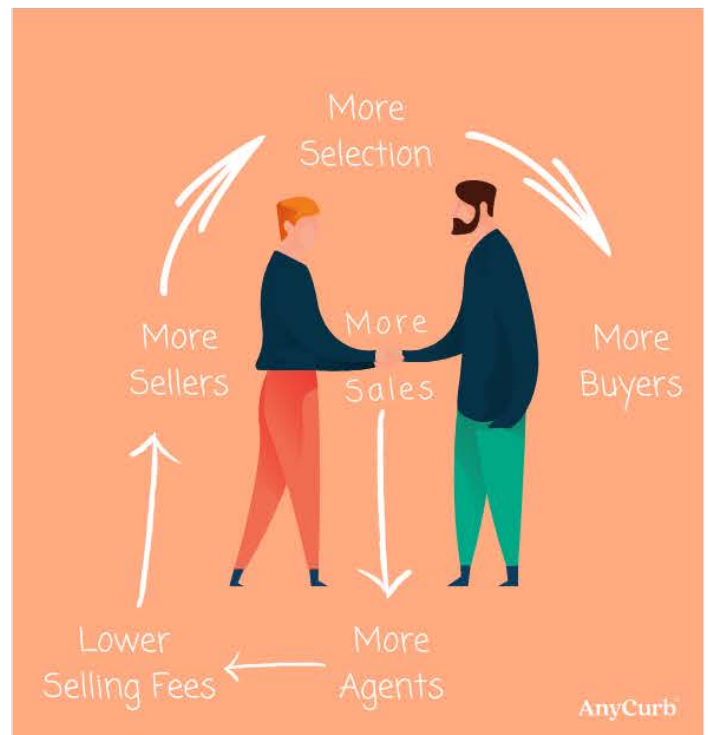 More
Selection
More
Sellers
More
Sales
More
Buyers
Lower
Selling Fees
More
Agents
AnyCurb